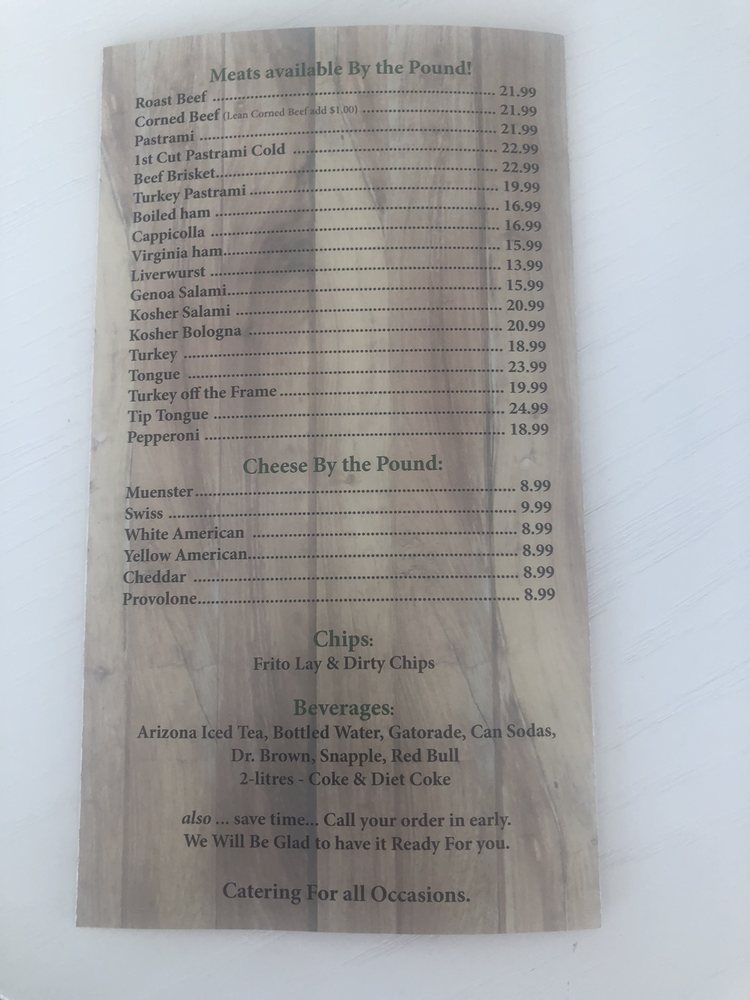 Meats available By the Pound!
Roast Beef ........ 21.99
Corned Beef (Lean Corned Beef add $1.00) ........ 21.99
Pastrami ........ 21.99
1st Cut Pastrami Cold ........ 22.99
Beef Brisket........ 22.99
Turkey Pastrami ........ 19.99
Boiled ham ........ 16.99
Cappicolla ........ 16.99
Virginia ham........ 15.99
Liverwurst ........ 13.99
Genoa Salami........ 15.99
Kosher Salami ........ 20.99
Kosher Bologna ........ 20.99
Turkey ........ 18.99
Tongue ........ 23.99
Turkey off the Frame ........ 19.99
Tip Tongue ........ 24.99
Pepperoni ........ 18.99
Cheese By the Pound:
Muenster........ 8.99
Swiss ........ 9.99
White American ........ 8.99
Yellow American........ 8.99
Cheddar ........ 8.99
Provolone........ 8.99
Chips:
Frito Lay & Dirty Chips
Beverages:
Arizona Iced Tea, Bottled Water, Gatorade, Can Sodas,
Dr. Brown, Snapple, Red Bull
2-litres - Coke & Diet Coke
also ... save time... Call your order in early.
We Will Be Glad to have it Ready For you.
Catering For all Occasions.